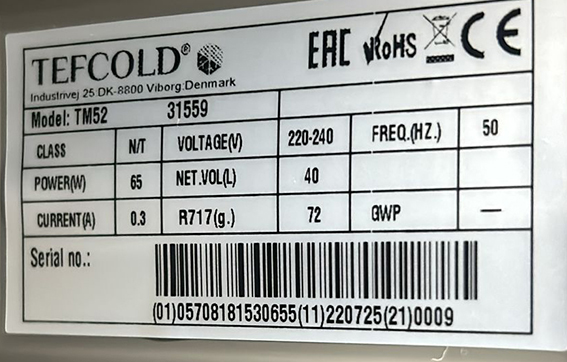 TEFCOLD®
EAC RoHS CE
Industrivej 25 DK-8800 Viborg Denmark
Model: TM52 31559
CLASS N/T VOLTAGE(V) 220-240 FREQ.(HZ.) 50
POWER(W) 65 NET.VOL(L) 40
CURRENT(A) 0.3 R717(g.) 72 GWP —
Serial no.:
(01)05708181530655(11)220725(21)0009